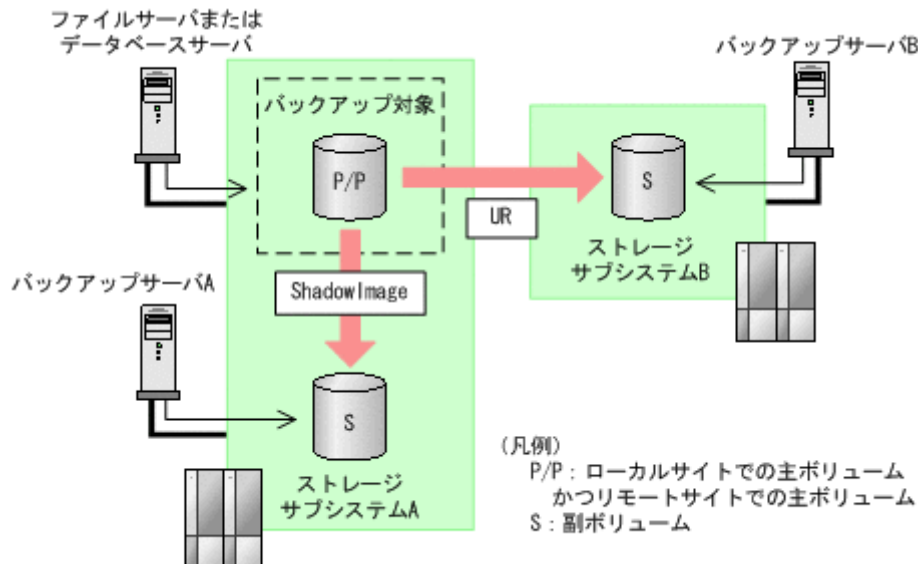 ファイルサーバまたは
データベースサーバ
バックアップサーバB
バックアップ対象
P/P
S
UR
ストレージ
サブシステムB
バックアップサーバA
ShadowImage
S
ストレージ
サブシステムA
(凡例)
P/P:ローカルサイトでの主ボリューム
かつリモートサイトでの主ボリューム
S:副ボリューム